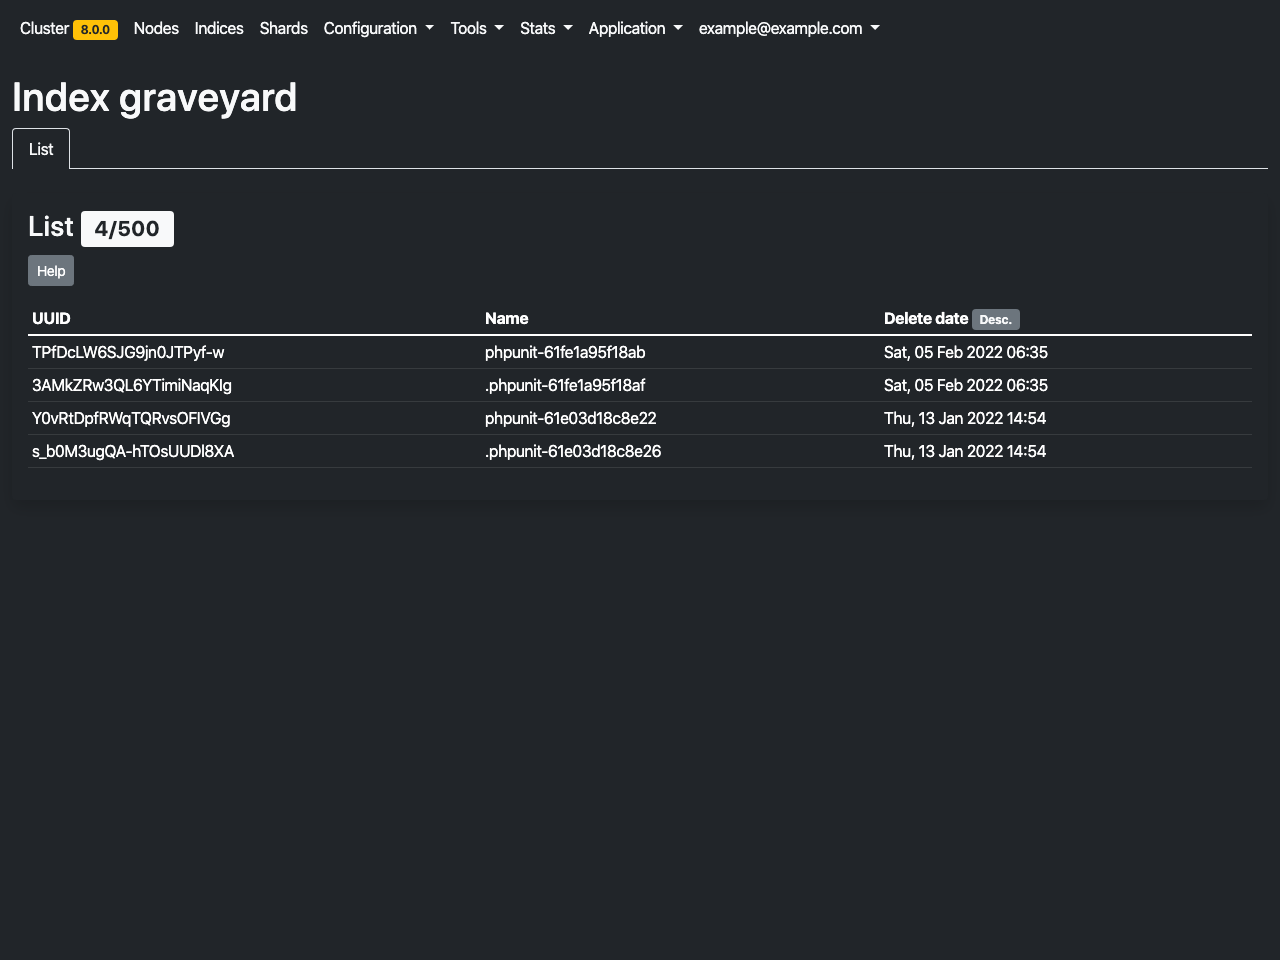 Cluster 8.0.0 Nodes Indices Shards Configuration Tools Stats Application example@example.com
Index graveyard
List
List 4/500
Help
UUID Name Delete date Desc.
TPfDcLW6SJG9jn0JTPyf-w phpunit-61fe1a95f18ab Sat, 05 Feb 2022 06:35
3AMkZRw3QL6YTimiNaqKlg .phpunit-61fe1a95f18af Sat, 05 Feb 2022 06:35
Y0vRtDpfRWqTQRvsOFlVGg phpunit-61e03d18c8e22 Thu, 13 Jan 2022 14:54
s_b0M3ugQA-hTOsUUDl8XA .phpunit-61e03d18c8e26 Thu, 13 Jan 2022 14:54